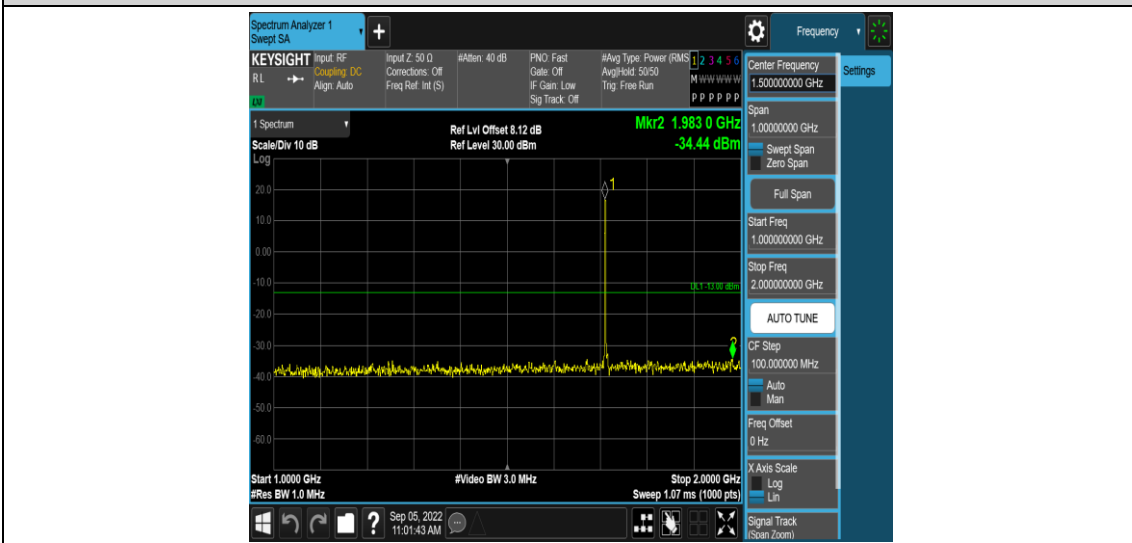 Spectrum Analyzer 1
Swept SA
+
Frequency
KEYSIGHT
RL
Input: RF
Coupling: DC
Align: Auto
Input Z: 50 Ω
Corrections: Off
Freq Ref: Int (S)
#Atten: 40 dB
PNO: Fast
Gate: Off
IF Gain: Low
Sig Track: Off
#Avg Type: Power (RMS
Avg|Hold: 50/50
Trig: Free Run
1 2 3 4 5 6
M W W W W W
P P P P P P
1 Spectrum
Scale/Div 10 dB
Log
Ref Lvl Offset 8.12 dB
Ref Level 30.00 dBm
Mkr2 1.983 0 GHz
-34.44 dBm
1
20.0
10.0
0.00
-10.0
DL1 -13.00 dBm
-20.0
-30.0
2
-40.0
-50.0
-60.0
Start 1.0000 GHz
#Res BW 1.0 MHz
#Video BW 3.0 MHz
Stop 2.0000 GHz
Sweep 1.07 ms (1000 pts)
Center Frequency
1.500000000 GHz
Settings
Span
1.00000000 GHz
Swept Span
Zero Span
Full Span
Start Freq
1.000000000 GHz
Stop Freq
2.000000000 GHz
AUTO TUNE
CF Step
100.000000 MHz
Auto
Man
Freq Offset
0 Hz
X Axis Scale
Log
Lin
Signal Track
(Span Zoom)
?
Sep 05, 2022
11:01:43 AM